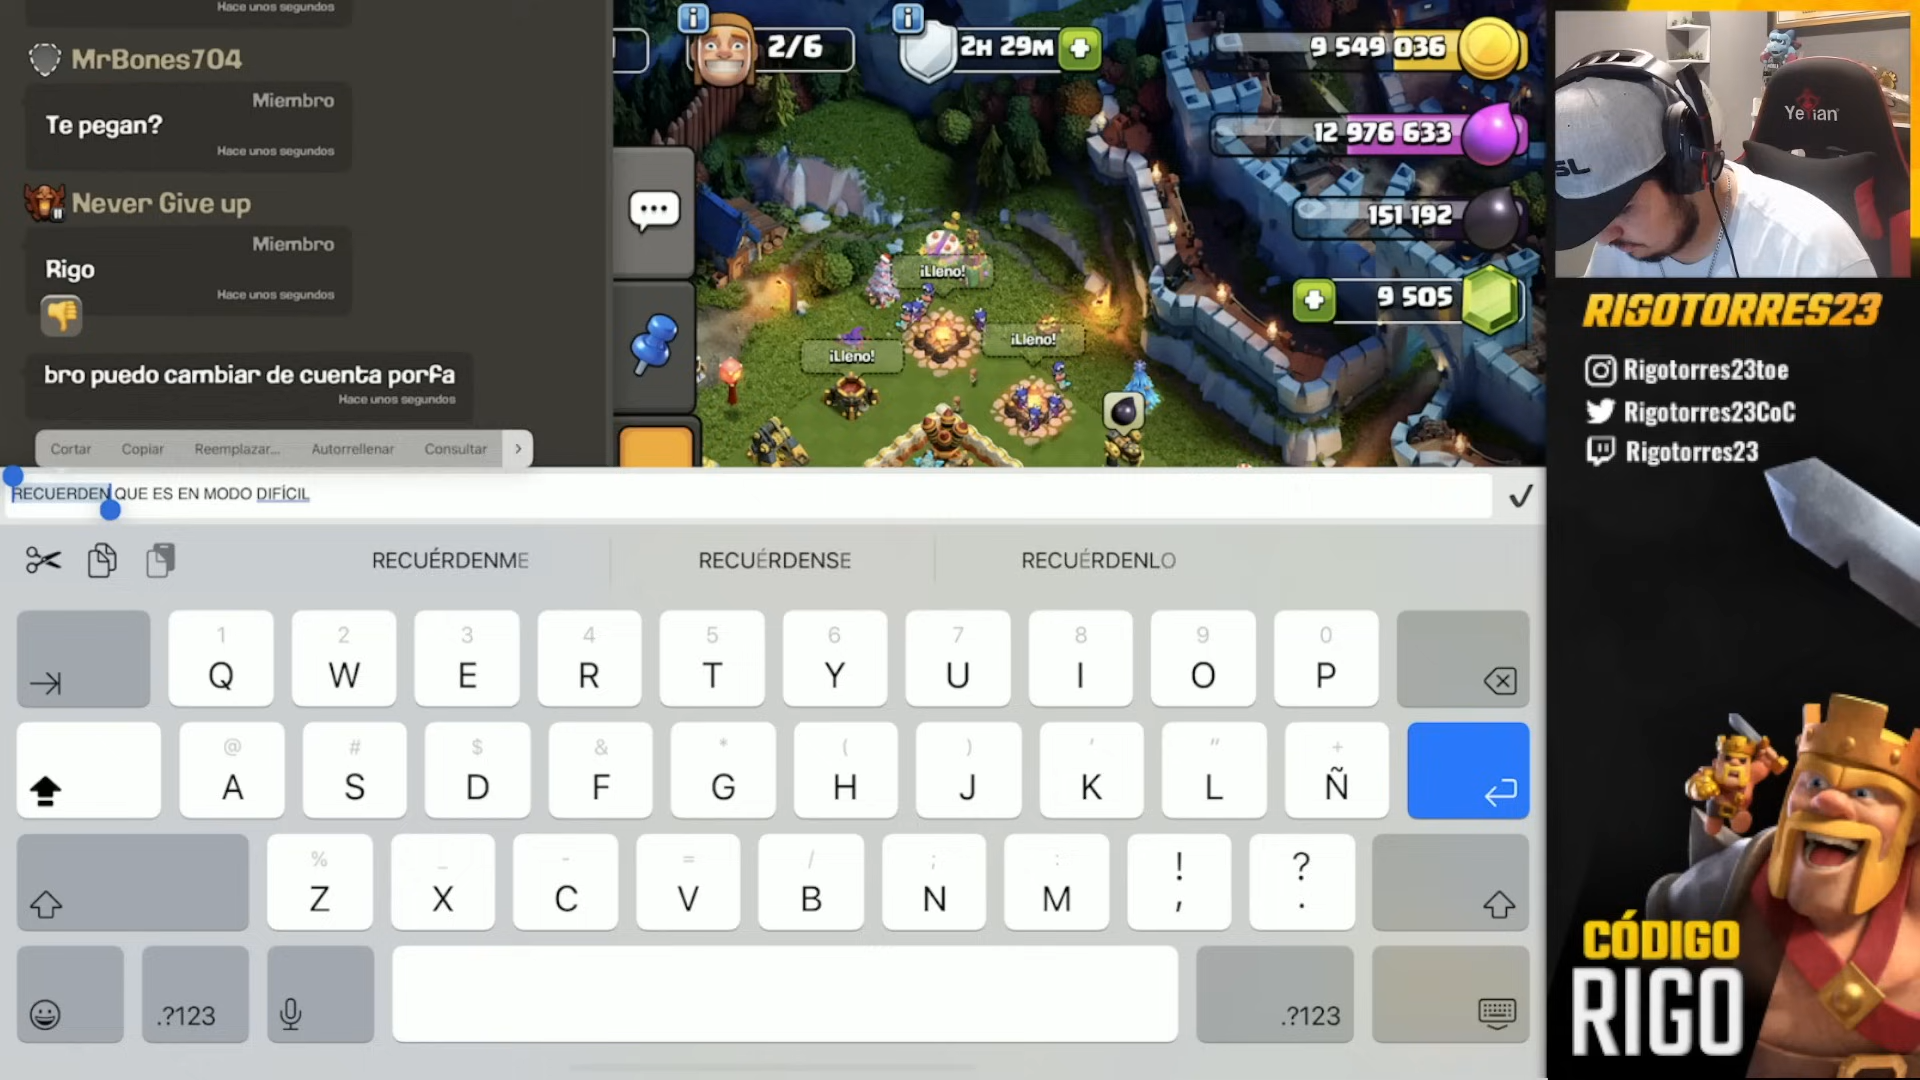 Hace unos segundos
MrBones704
Miembro
Te pegan?
Hace unos segundos
Never Give up
Miembro
Rigo
Hace unos segundos
bro puedo cambiar de cuenta porfa
Hace unos segundos
Cortar Copiar Reemplazar... Autorrellenar Consultar >
RECUERDEN QUE ES EN MODO DIFÍCIL
RECUÉRDENME RECUÉRDENSE RECUÉRDENLO
1 2 3 4 5 6 7 8 9 0
Q W E R T Y U I O P
@ # $ & * ( ) ' " +
A S D F G H J K L Ñ
% _ - = / ; : ! ?
Z X C V B N M , .
.?123 .?123
i 2/6
i 2H 29M +
9 549 036
12 976 633
151 192
+ 9 505
¡Lleno!
¡Lleno!
¡Lleno!
Yeyian
RIGOTORRES23
Rigotorres23toe
Rigotorres23CoC
Rigotorres23
CÓDIGO
RIGO